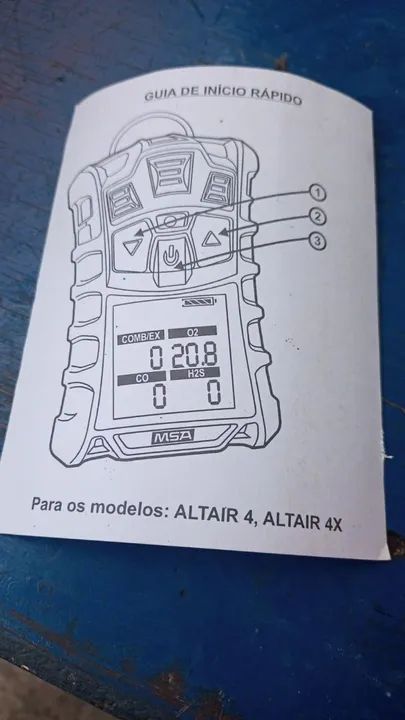 GUIA DE INÍCIO RÁPIDO
1
2
3
COMB/EX O2
0 20.8
CO H2S
0 0
MSA
Para os modelos: ALTAIR 4, ALTAIR 4X